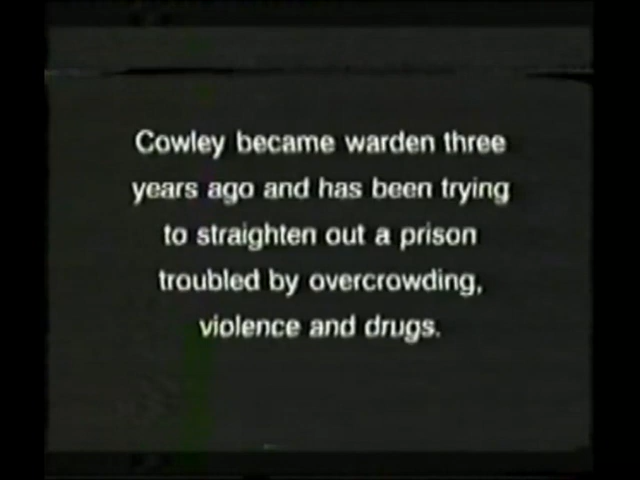 Cowley became warden three
years ago and has been trying
to straighten out a prison
troubled by overcrowding,
violence and drugs.